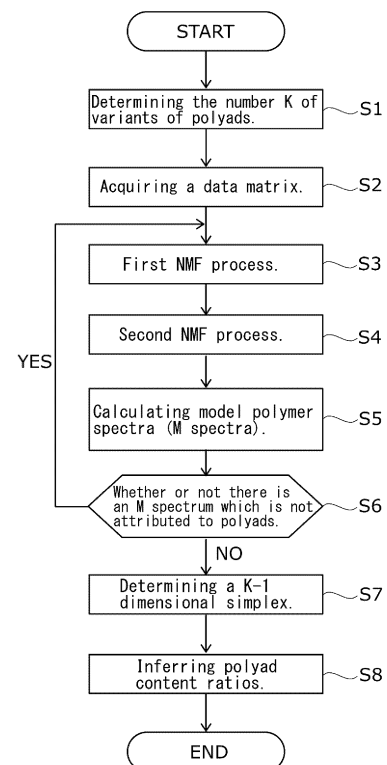 START
Determining the number K of
variants of polyads.
S1
Acquiring a data matrix.
S2
First NMF process.
S3
Second NMF process.
S4
YES
Calculating model polymer
spectra (M spectra).
S5
Whether or not there is
an M spectrum which is not
attributed to polyads.
S6
NO
Determining a K-1
dimensional simplex.
S7
Inferring polyad
content ratios.
S8
END